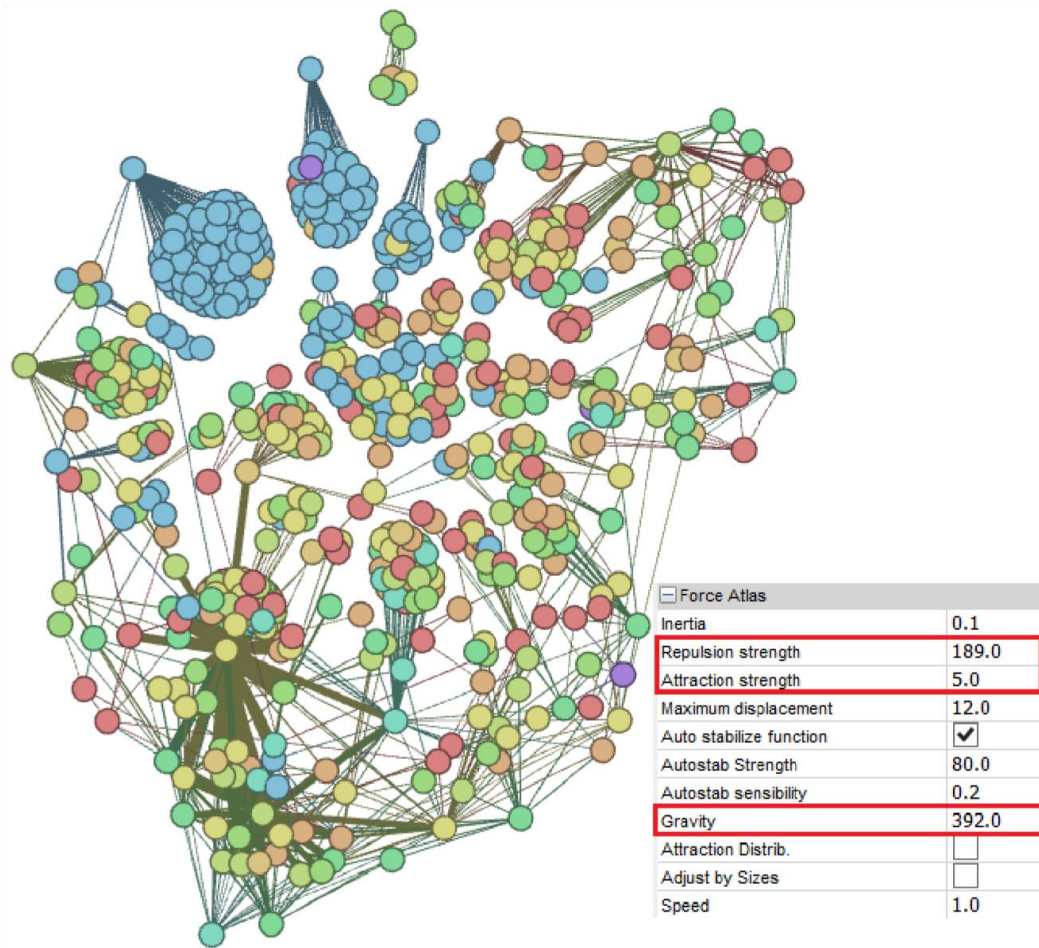 Force Atlas
Inertia 0.1
Repulsion strength 189.0
Attraction strength 5.0
Maximum displacement 12.0
Auto stabilize function
Autostab Strength 80.0
Autostab sensibility 0.2
Gravity 392.0
Attraction Distrib.
Adjust by Sizes
Speed 1.0